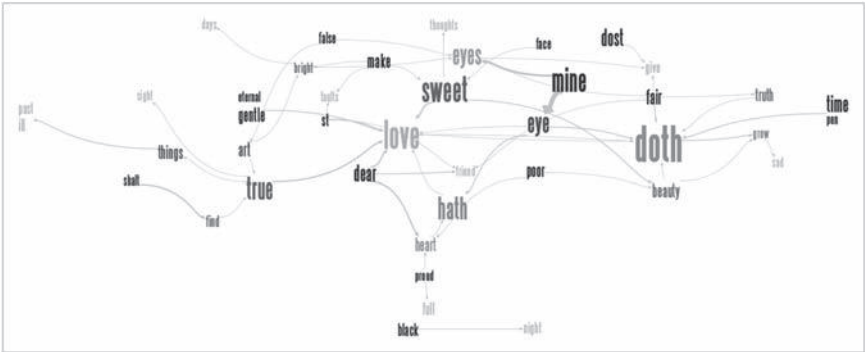 days
thoughts
false
face
dost
eyes
bright
make
give
mine
sweet
sight
eternal
faults
fair
truth
past
ill
gentle
st
time
pen
eye
love
doth
grow
art
things
sad
friend
dear
poor
shalt
true
beauty
hath
find
heart
proud
full
black
night